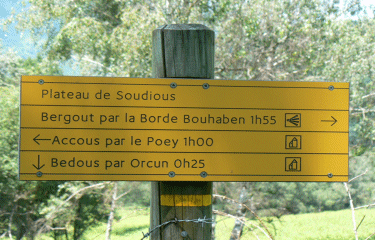 Plateau de Soudious
Bergout par la Borde Bouhaben 1h55 →
← Accous par le Poey 1h00
↓ Bedous par Orcun 0h25